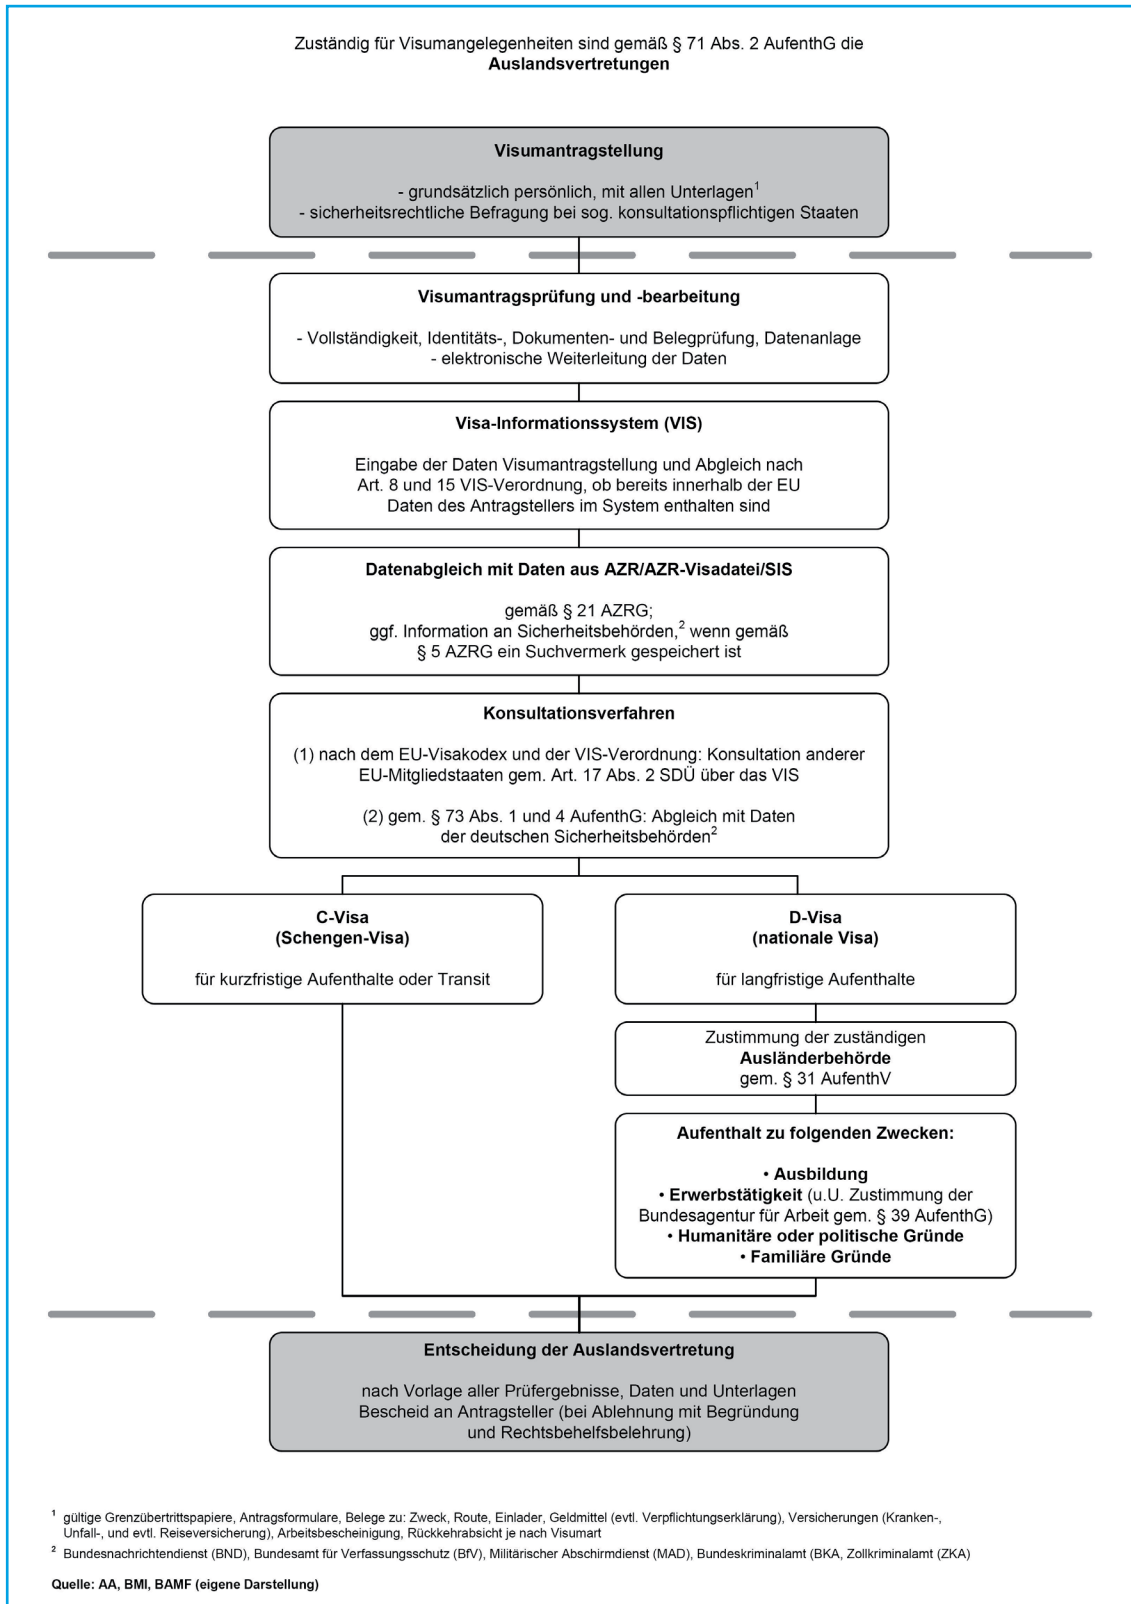 Zuständig für Visumangelegenheiten sind gemäß § 71 Abs. 2 AufenthG die
Auslandsvertretungen
Visumantragstellung
- grundsätzlich persönlich, mit allen Unterlagen¹
- sicherheitsrechtliche Befragung bei sog. konsultationspflichtigen Staaten
Visumantragsprüfung und -bearbeitung
- Vollständigkeit, Identitäts-, Dokumenten- und Belegprüfung, Datenanlage
- elektronische Weiterleitung der Daten
Visa-Informationssystem (VIS)
Eingabe der Daten Visumantragstellung und Abgleich nach
Art. 8 und 15 VIS-Verordnung, ob bereits innerhalb der EU
Daten des Antragstellers im System enthalten sind
Datenabgleich mit Daten aus AZR/AZR-Visadatei/SIS
gemäß § 21 AZRG;
ggf. Information an Sicherheitsbehörden,² wenn gemäß
§ 5 AZRG ein Suchvermerk gespeichert ist
Konsultationsverfahren
(1) nach dem EU-Visakodex und der VIS-Verordnung: Konsultation anderer
EU-Mitgliedstaaten gem. Art. 17 Abs. 2 SDÜ über das VIS
(2) gem. § 73 Abs. 1 und 4 AufenthG: Abgleich mit Daten
der deutschen Sicherheitsbehörden²
C-Visa
(Schengen-Visa)
für kurzfristige Aufenthalte oder Transit
D-Visa
(nationale Visa)
für langfristige Aufenthalte
Zustimmung der zuständigen
Ausländerbehörde
gem. § 31 AufenthV
Aufenthalt zu folgenden Zwecken:
• Ausbildung
• Erwerbstätigkeit (u.U. Zustimmung der
Bundesagentur für Arbeit gem. § 39 AufenthG)
• Humanitäre oder politische Gründe
• Familiäre Gründe
Entscheidung der Auslandsvertretung
nach Vorlage aller Prüfergebnisse, Daten und Unterlagen
Bescheid an Antragsteller (bei Ablehnung mit Begründung
und Rechtsbehelfsbelehrung)
¹ gültige Grenzübertrittspapiere, Antragsformulare, Belege zu: Zweck, Route, Einlader, Geldmittel (evtl. Verpflichtungserklärung), Versicherungen (Kranken-,
Unfall-, und evtl. Reiseversicherung), Arbeitsbescheinigung, Rückkehrabsicht je nach Visumart
² Bundesnachrichtendienst (BND), Bundesamt für Verfassungsschutz (BfV), Militärischer Abschirmdienst (MAD), Bundeskriminalamt (BKA, Zollkriminalamt (ZKA)
Quelle: AA, BMI, BAMF (eigene Darstellung)